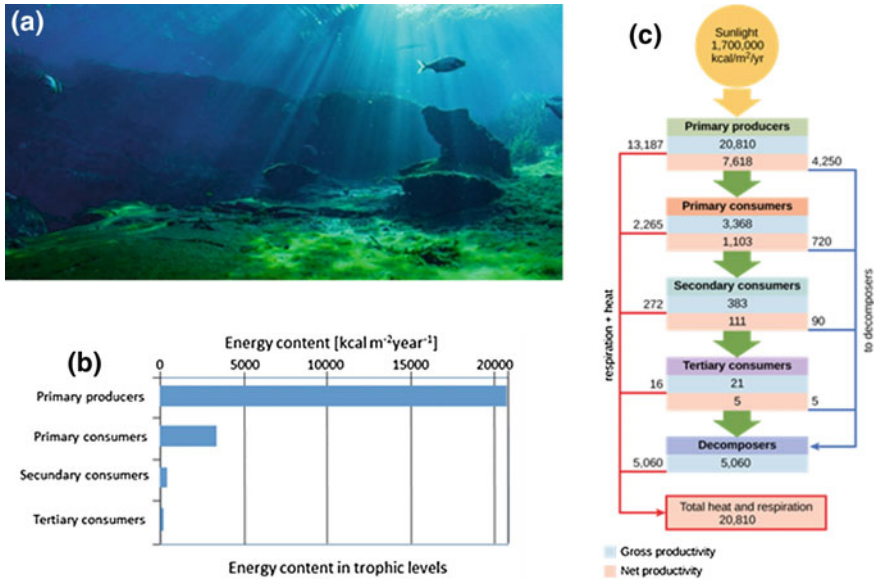 (a)
(b)
Energy content [kcal m⁻²year⁻¹]
0 5000 10000 15000 20000
Primary producers
Primary consumers
Secundary consumers
Tertiary consumers
Energy content in trophic levels
(c)
Sunlight
1,700,000
kcal/m²/yr
Primary producers
13,187
20,810
7,618
4,250
Primary consumers
2,265
3,368
1,103
720
Secondary consumers
272
383
111
90
Tertiary consumers
16
21
5
5
Decomposers
5,060
5,060
respiration + heat
to decomposers
Total heat and respiration
20,810
Gross productivity
Net productivity